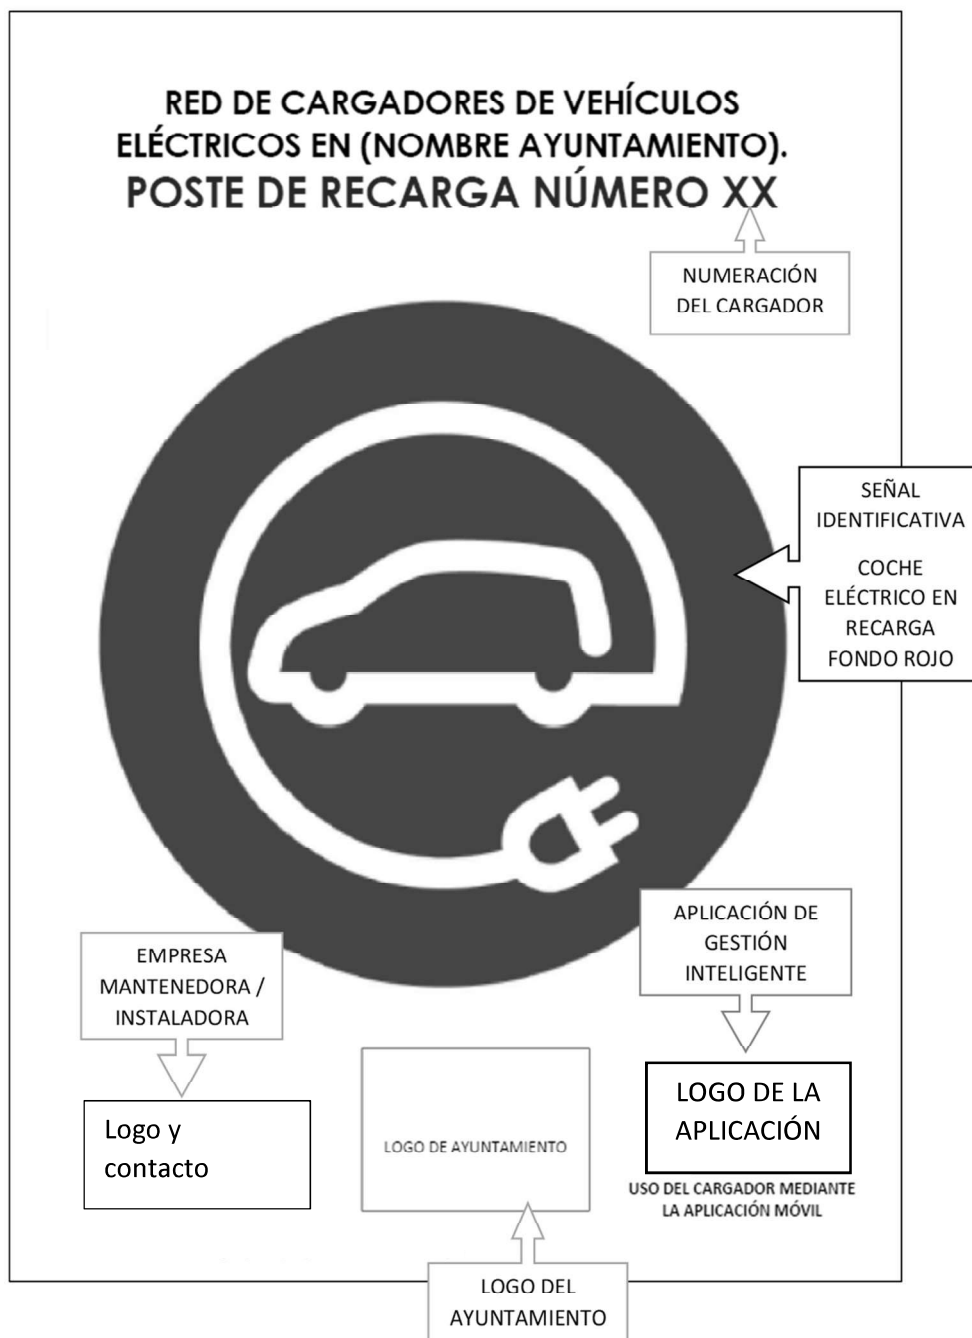 RED DE CARGADORES DE VEHÍCULOS
ELÉCTRICOS EN (NOMBRE AYUNTAMIENTO).
POSTE DE RECARGA NÚMERO XX
NUMERACIÓN
DEL CARGADOR
SEÑAL
IDENTIFICATIVA
COCHE
ELÉCTRICO EN
RECARGA
FONDO ROJO
APLICACIÓN DE
GESTIÓN
INTELIGENTE
EMPRESA
MANTENEDORA /
INSTALADORA
LOGO DE LA
APLICACIÓN
Logo y
contacto
LOGO DE AYUNTAMIENTO
USO DEL CARGADOR MEDIANTE
LA APLICACIÓN MÓVIL
LOGO DEL
AYUNTAMIENTO